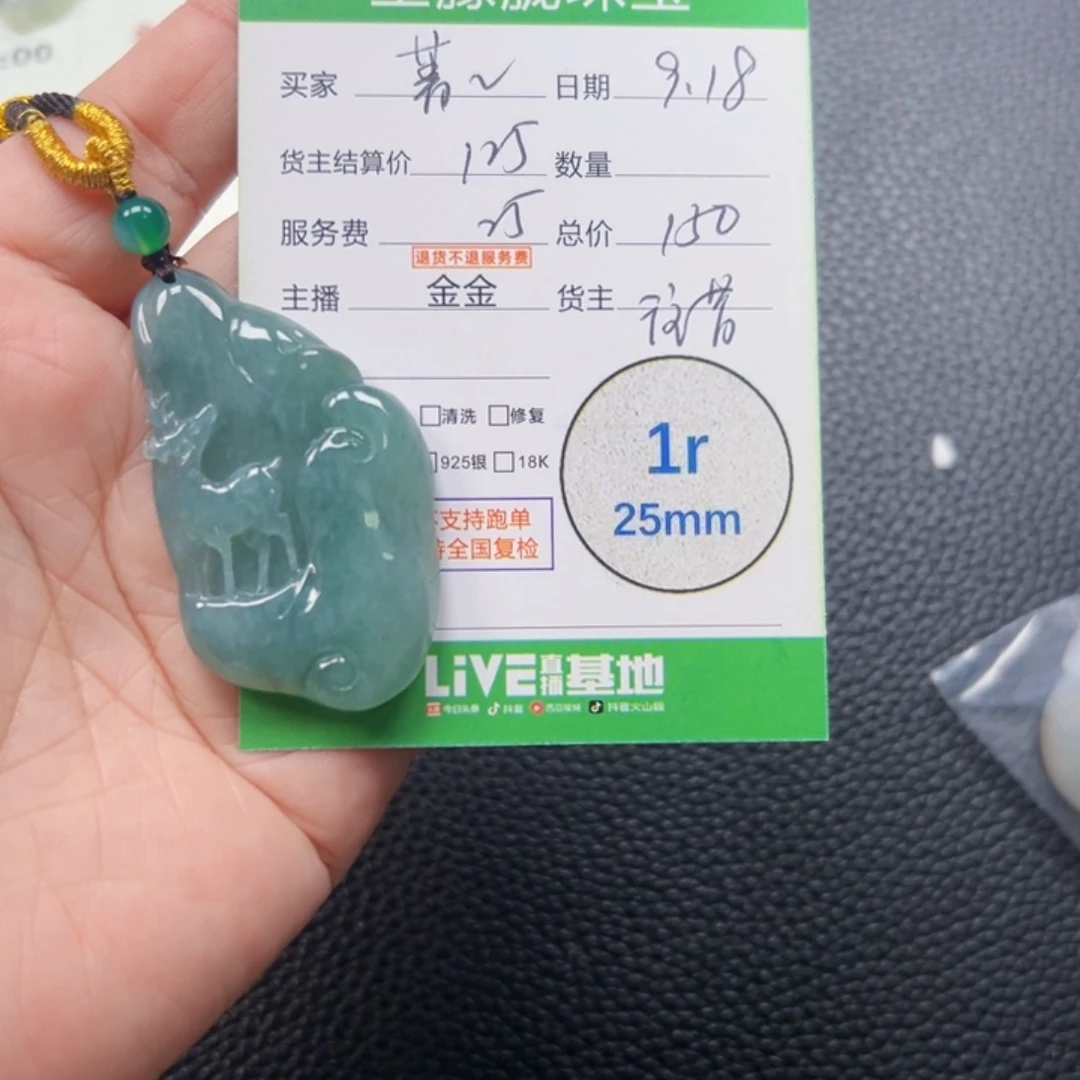 买家 著~ 日期 9.18
货主结算价 125 数量
服务费 25 总价 150
退货不退服务费
主播 金金 货主
清洗 修复
925银 18K
1r
25mm
支持跑单
全国复检
LiVE直播基地
今日头条 抖音 西瓜视频 抖音火山版